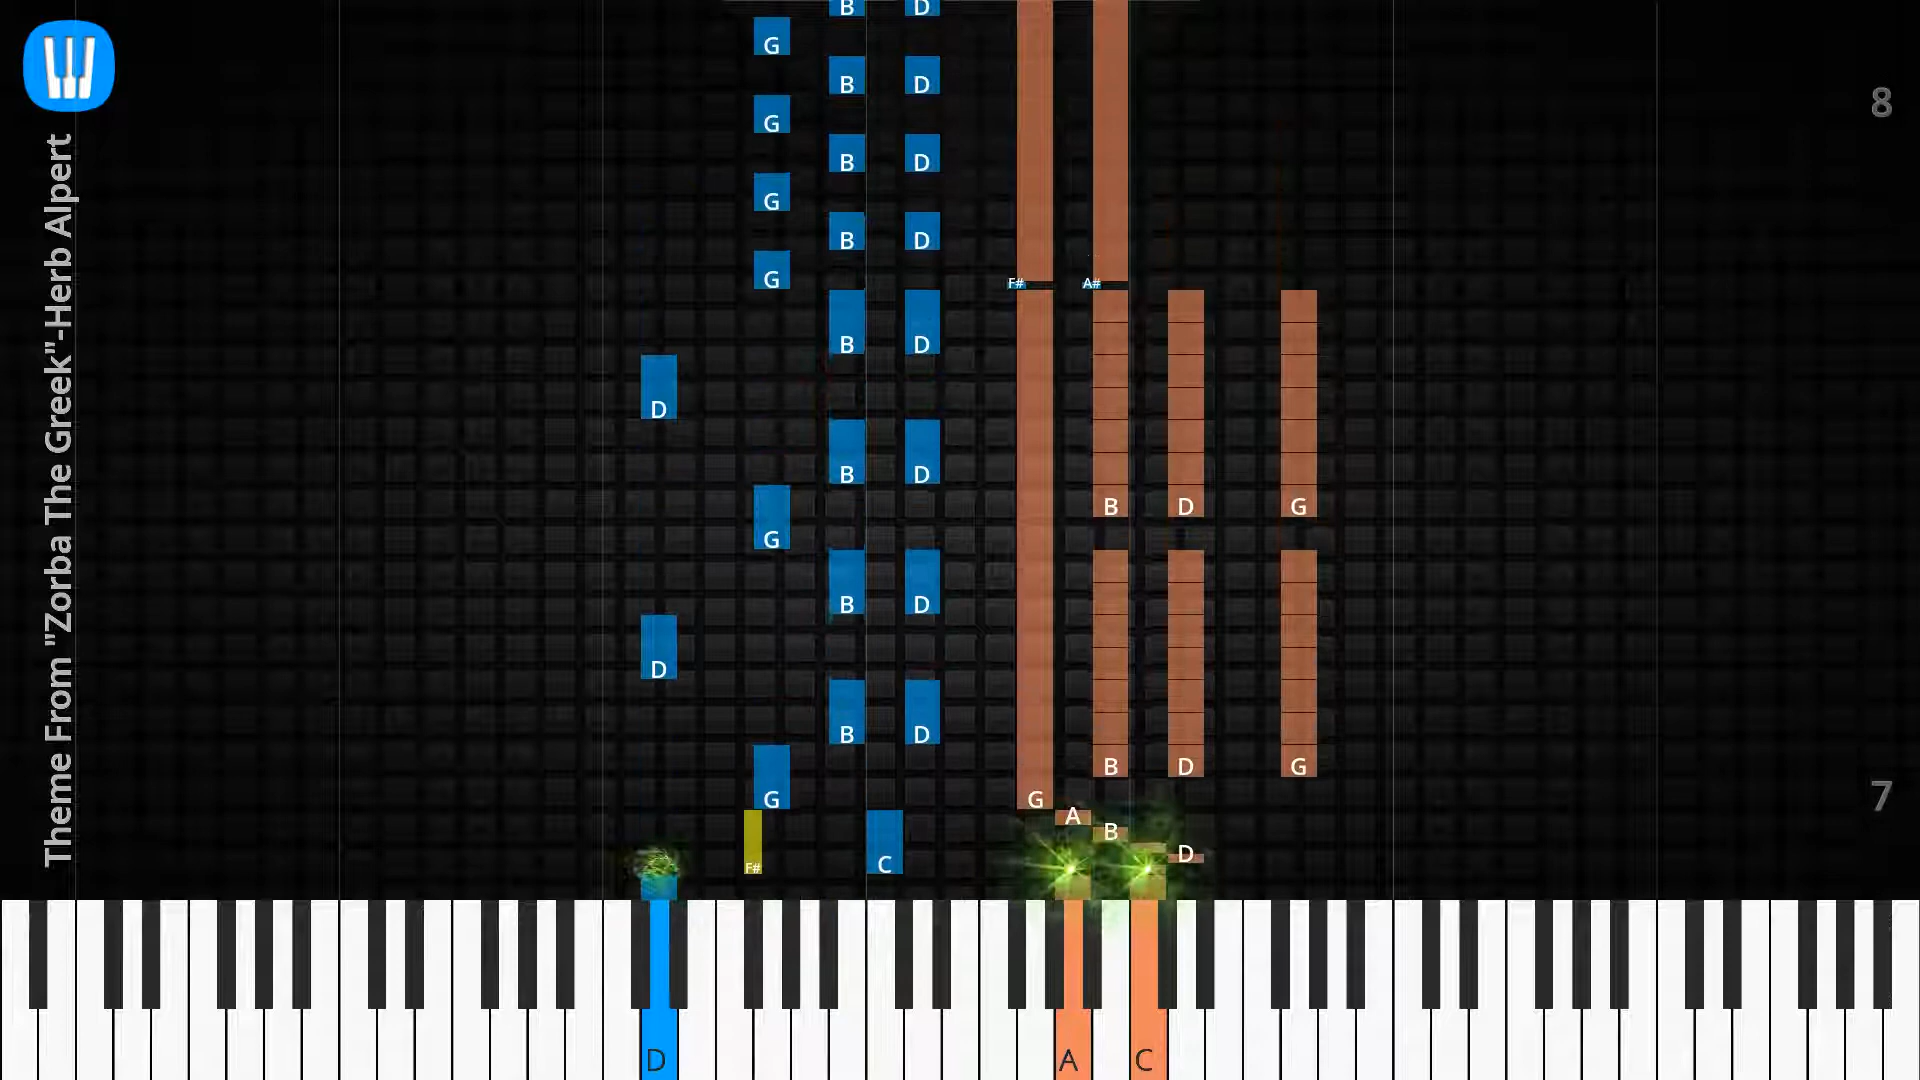 B D
G
B D
8
G
Theme From "Zorba The Greek"-Herb Alpert
B D
G
B D
G F# A#
B D
D
B D
B D G
G
B D
D
B D
B D G
7
G G
A
B
D
F# C
D A C